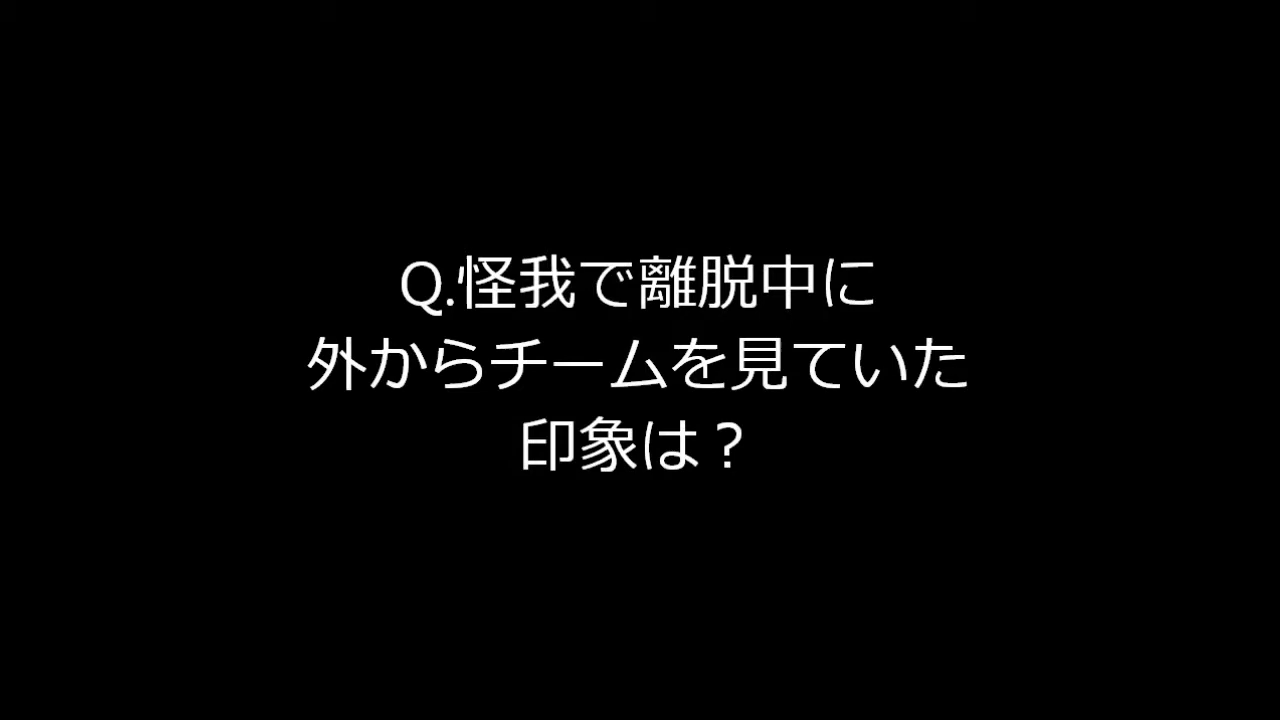 Q.怪我で離脱中に
外からチームを見ていた
印象は？